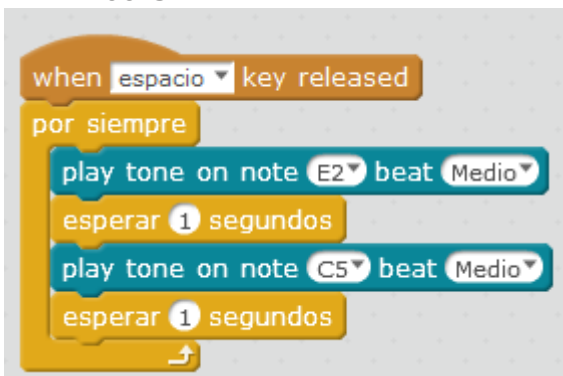 when espacio key released
por siempre
play tone on note E2 beat Medio
esperar 1 segundos
play tone on note C5 beat Medio
esperar 1 segundos